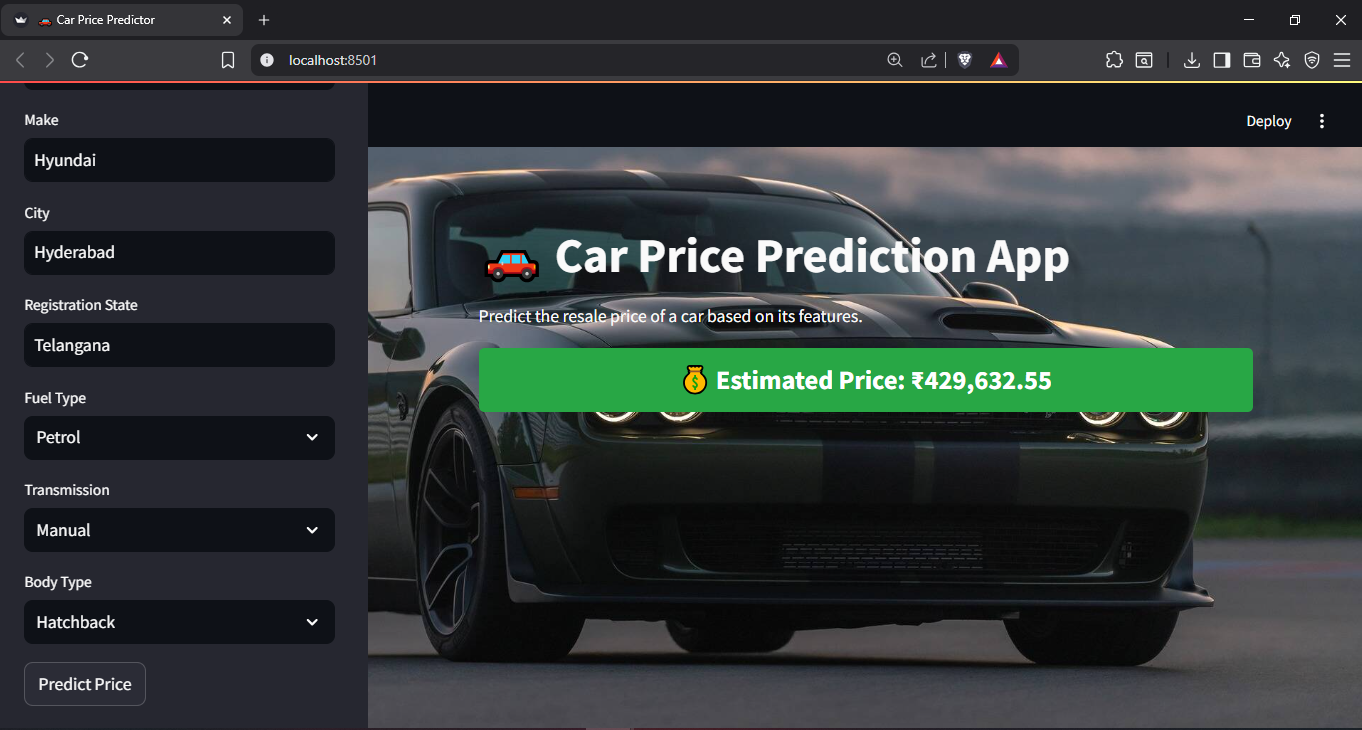 Car Price Predictor
localhost:8501
Make
Hyundai
City
Hyderabad
Registration State
Telangana
Fuel Type
Petrol
Transmission
Manual
Body Type
Hatchback
Predict Price
Deploy
🚗 Car Price Prediction App
Predict the resale price of a car based on its features.
💰 Estimated Price: ₹429,632.55